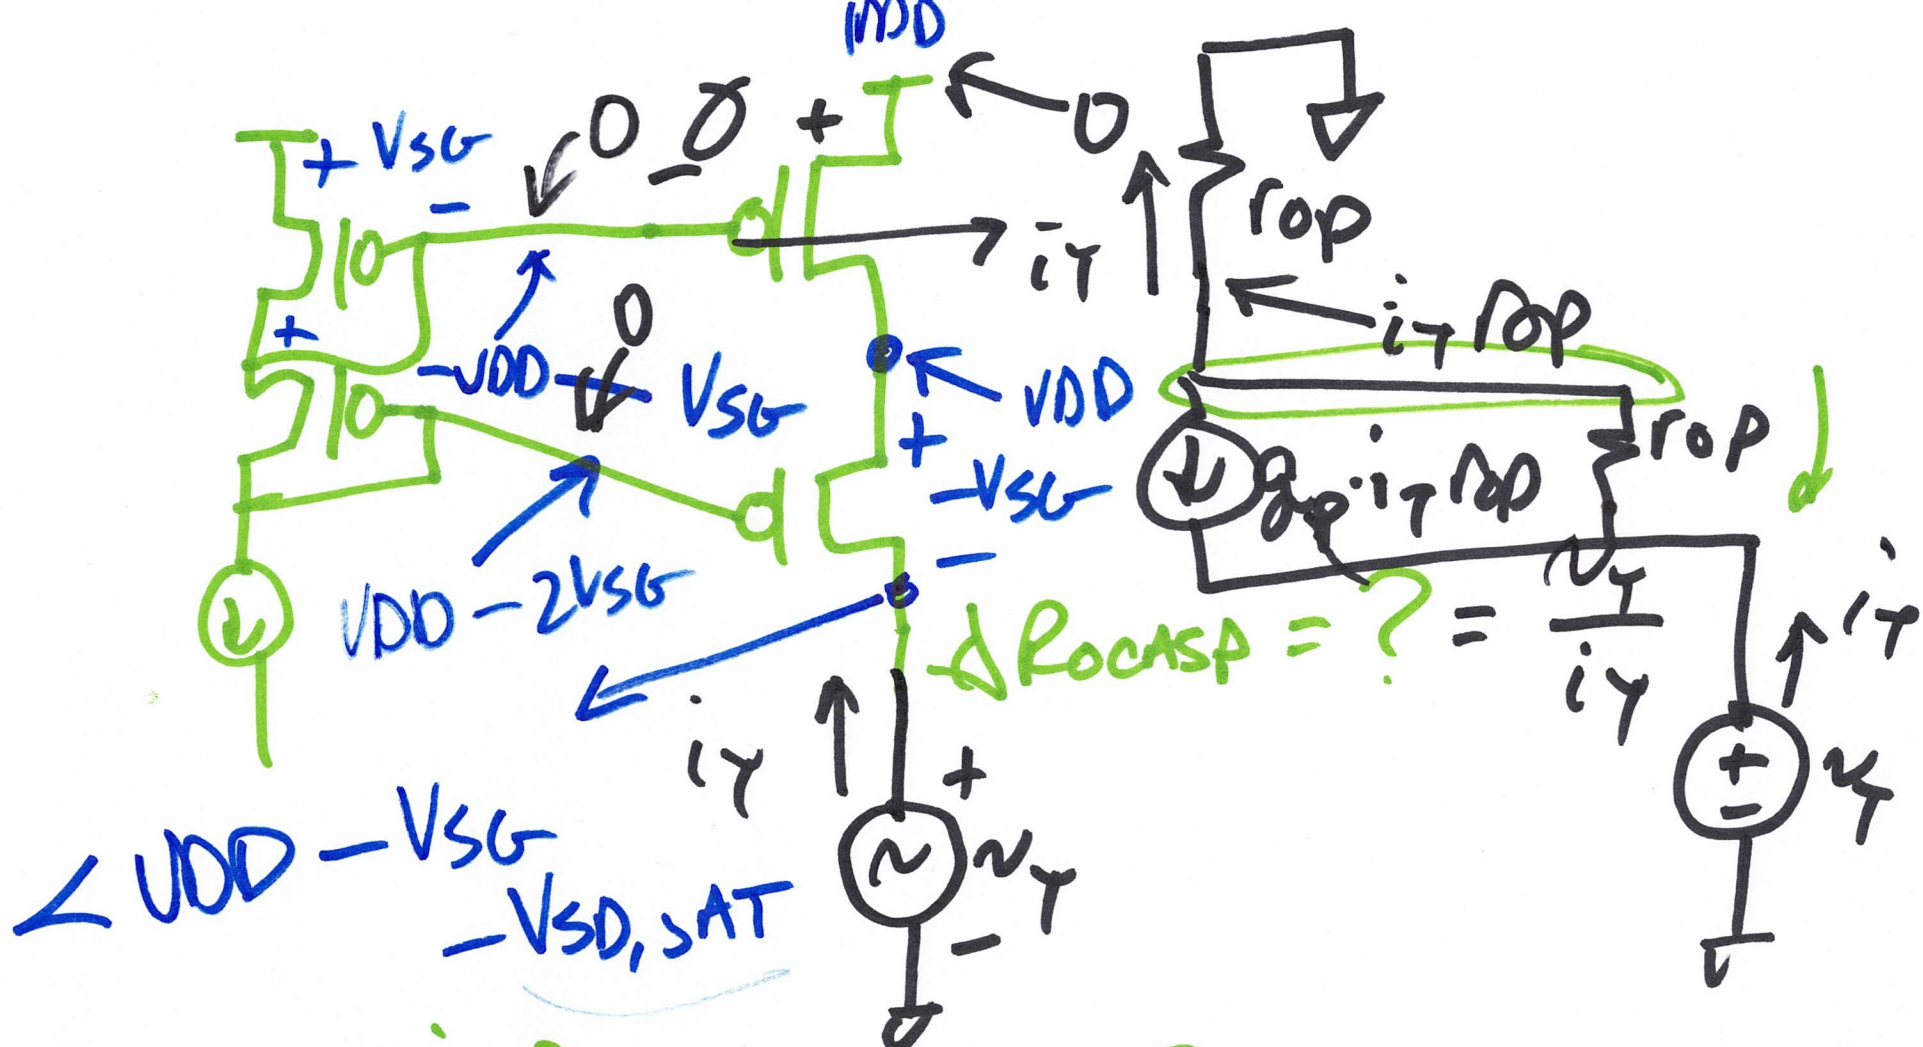 VDD
+ VSG
-
0
0
- +
0
rop
iT
iT rop
+
0
VDD - VSG
VDD
+
- VSG
-
rop
gmp · iT rop
VDD - 2VSG
ROCASP = ? =
vT
iT
iT
iT
+
vT
-
+
-
vT
< VDD - VSG
- VSD, SAT